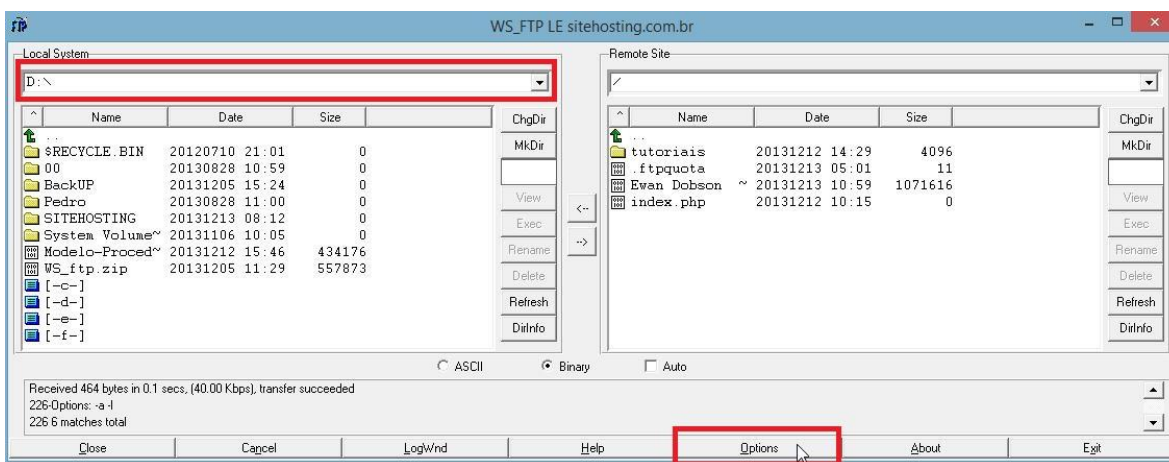 WS_FTP LE sitehosting.com.br
Local System
D:\
^ Name Date Size
..
$RECYCLE.BIN 20120710 21:01 0
00 20130828 10:59 0
BackUP 20131205 15:24 0
Pedro 20130828 11:00 0
SITEHOSTING 20131213 08:12 0
System Volume~ 20131106 10:05 0
Modelo-Proced~ 20131212 15:46 434176
WS_ftp.zip 20131205 11:29 557873
[-c-]
[-d-]
[-e-]
[-f-]
ChgDir
MkDir
View
Exec
Rename
Delete
Refresh
DirInfo
<--
-->
Remote Site
/
^ Name Date Size
..
tutoriais 20131212 14:29 4096
.ftpquota 20131213 05:01 11
Ewan Dobson ~ 20131213 10:59 1071616
index.php 20131212 10:15 0
ChgDir
MkDir
View
Exec
Rename
Delete
Refresh
DirInfo
ASCII Binary Auto
Received 464 bytes in 0.1 secs, (40.00 Kbps), transfer succeeded
226-Options: -a -l
226 6 matches total
Close Cancel LogWnd Help Options About Exit